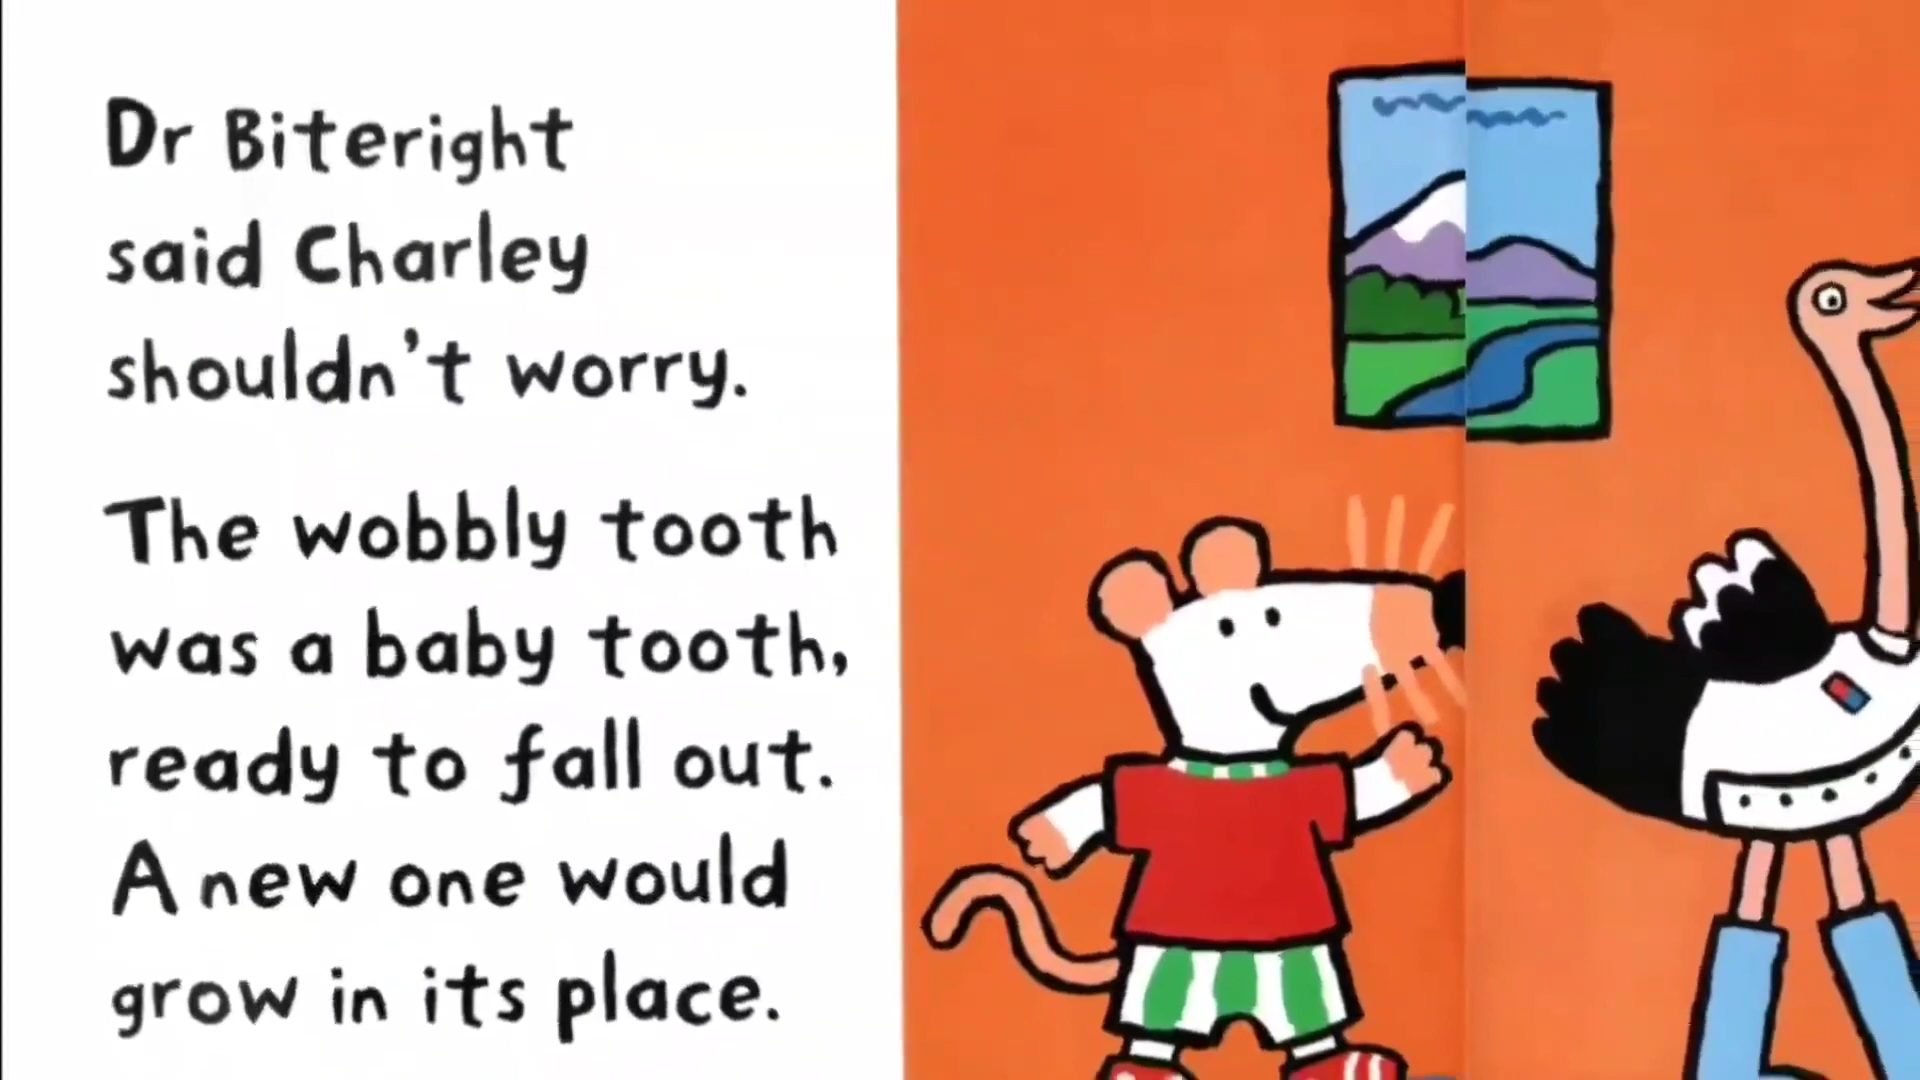 Dr Biteright
said Charley
shouldn't worry.
The wobbly tooth
was a baby tooth,
ready to fall out.
A new one would
grow in its place.